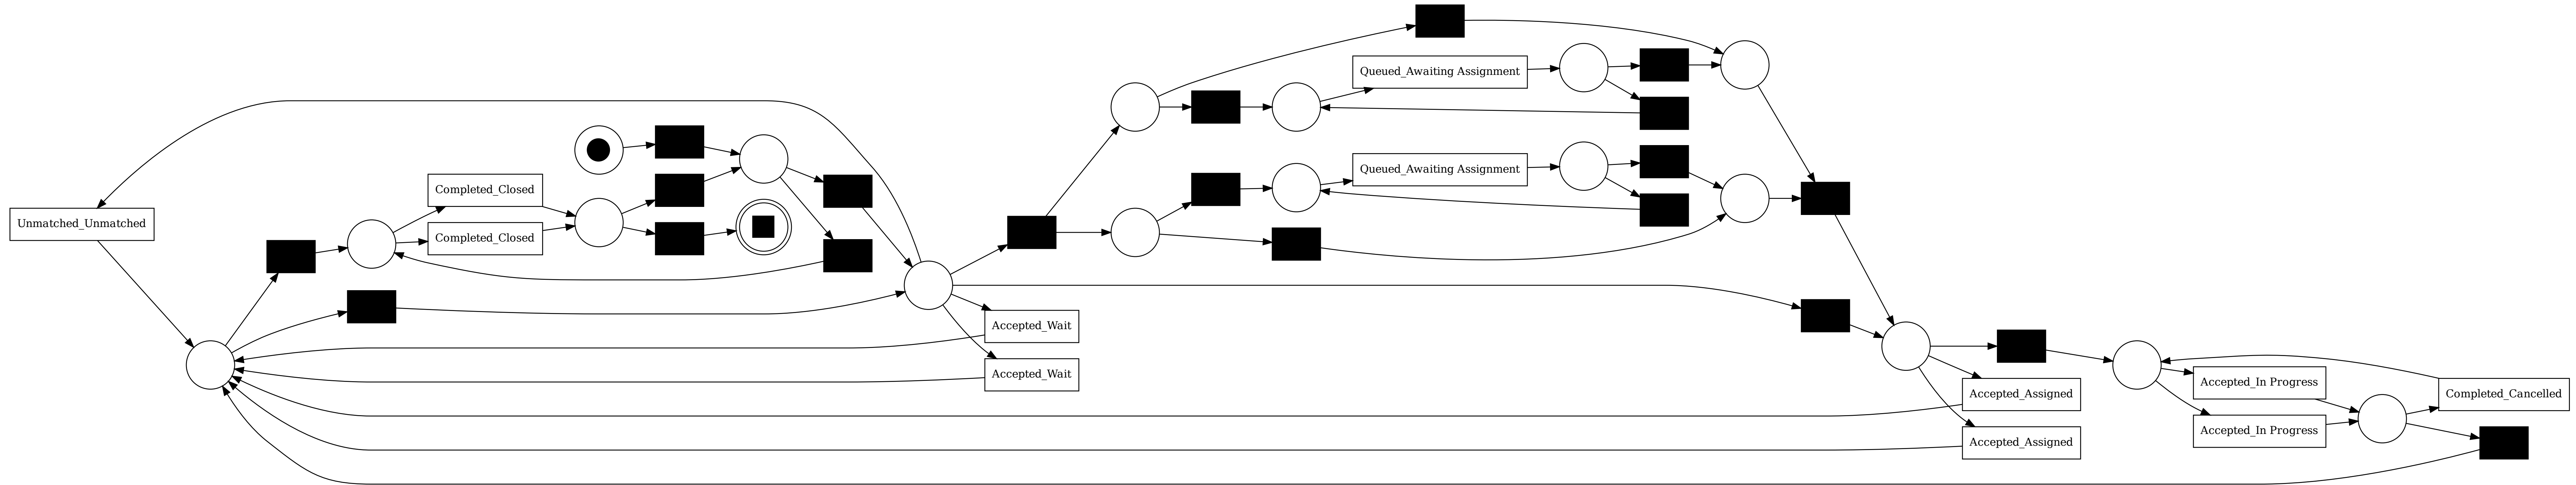 Queued_Awaiting Assignment
Queued_Awaiting Assignment
Completed_Closed
Unmatched_Unmatched
Completed_Closed
Accepted_Wait
Accepted_Wait
Accepted_In Progress
Accepted_Assigned
Completed_Cancelled
Accepted_In Progress
Accepted_Assigned